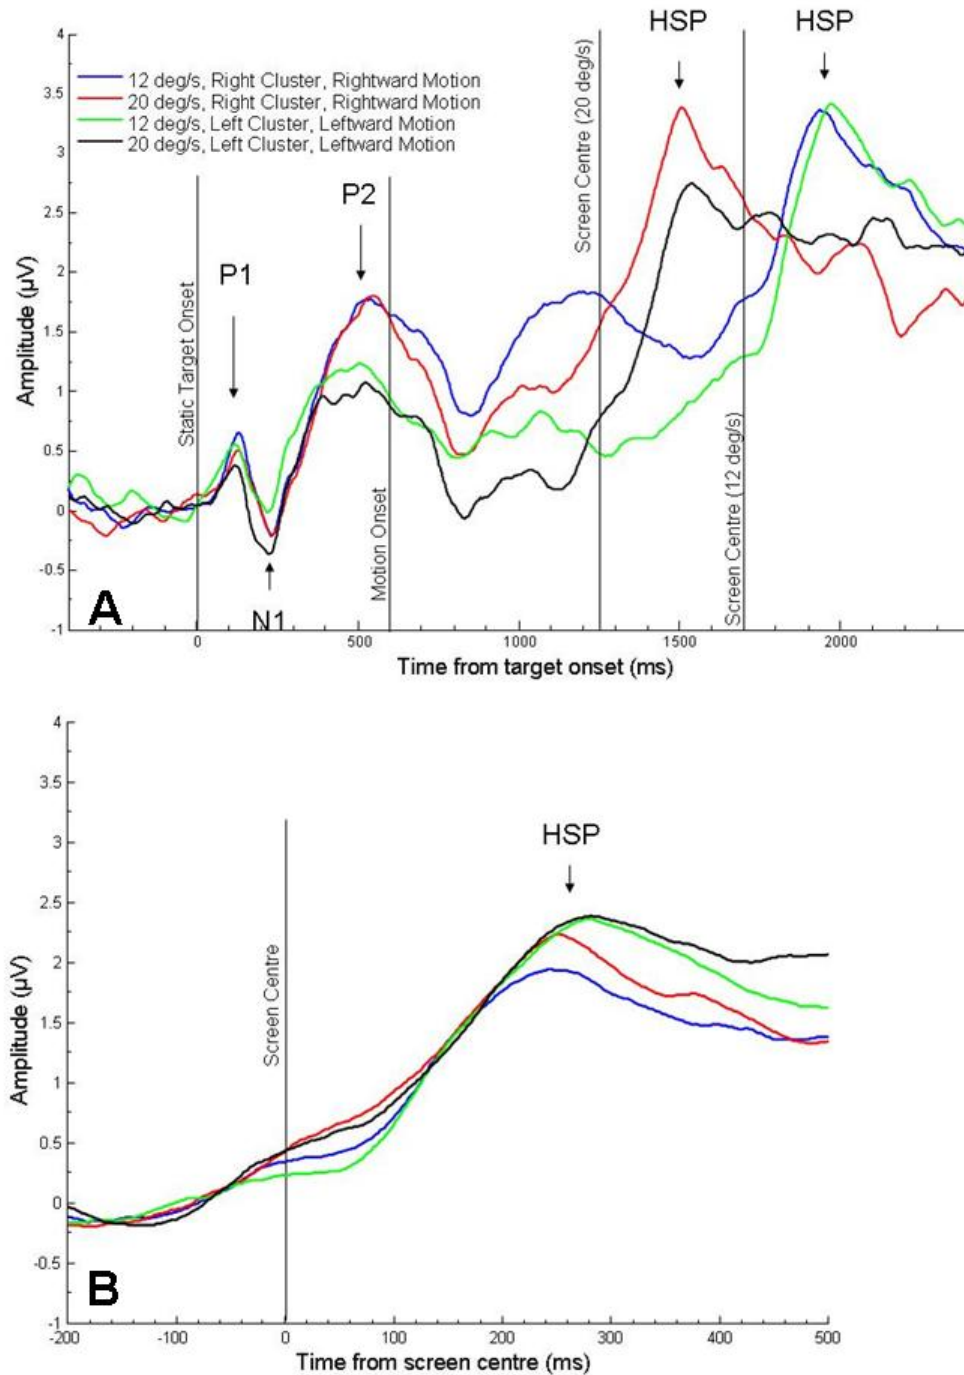 HSP HSP
4
3.5
3
2.5
2
1.5
1
0.5
0
-0.5
-1
Amplitude (µV)
12 deg/s, Right Cluster, Rightward Motion
20 deg/s, Right Cluster, Rightward Motion
12 deg/s, Left Cluster, Leftward Motion
20 deg/s, Left Cluster, Leftward Motion
P1
P2
N1
Static Target Onset
Motion Onset
Screen Centre (20 deg/s)
Screen Centre (12 deg/s)
A
0 500 1000 1500 2000
Time from target onset (ms)
4
3.5
3
2.5
2
1.5
1
0.5
0
-0.5
-1
Amplitude (µV)
HSP
Screen Centre
B
-200 -100 0 100 200 300 400 500
Time from screen centre (ms)